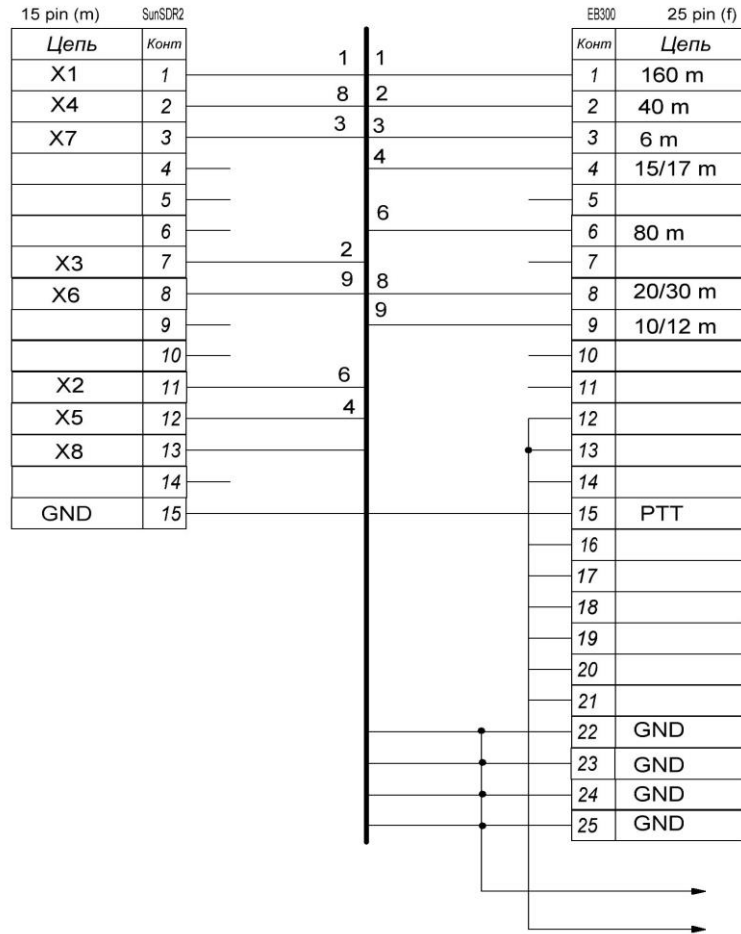 15 pin (m) SunSDR2 EB300 25 pin (f)
Цепь Конт Конт Цепь
X1 1 1 1 1 160 m
X4 2 8 2 2 40 m
X7 3 3 3 3 6 m
4 4 4 15/17 m
5 5
6 6 6 80 m
X3 7 2 7
X6 8 9 8 8 20/30 m
9 9 9 10/12 m
10 10
X2 11 6 11
X5 12 4 12
X8 13 13
14 14
GND 15 15 PTT
16
17
18
19
20
21
22 GND
23 GND
24 GND
25 GND